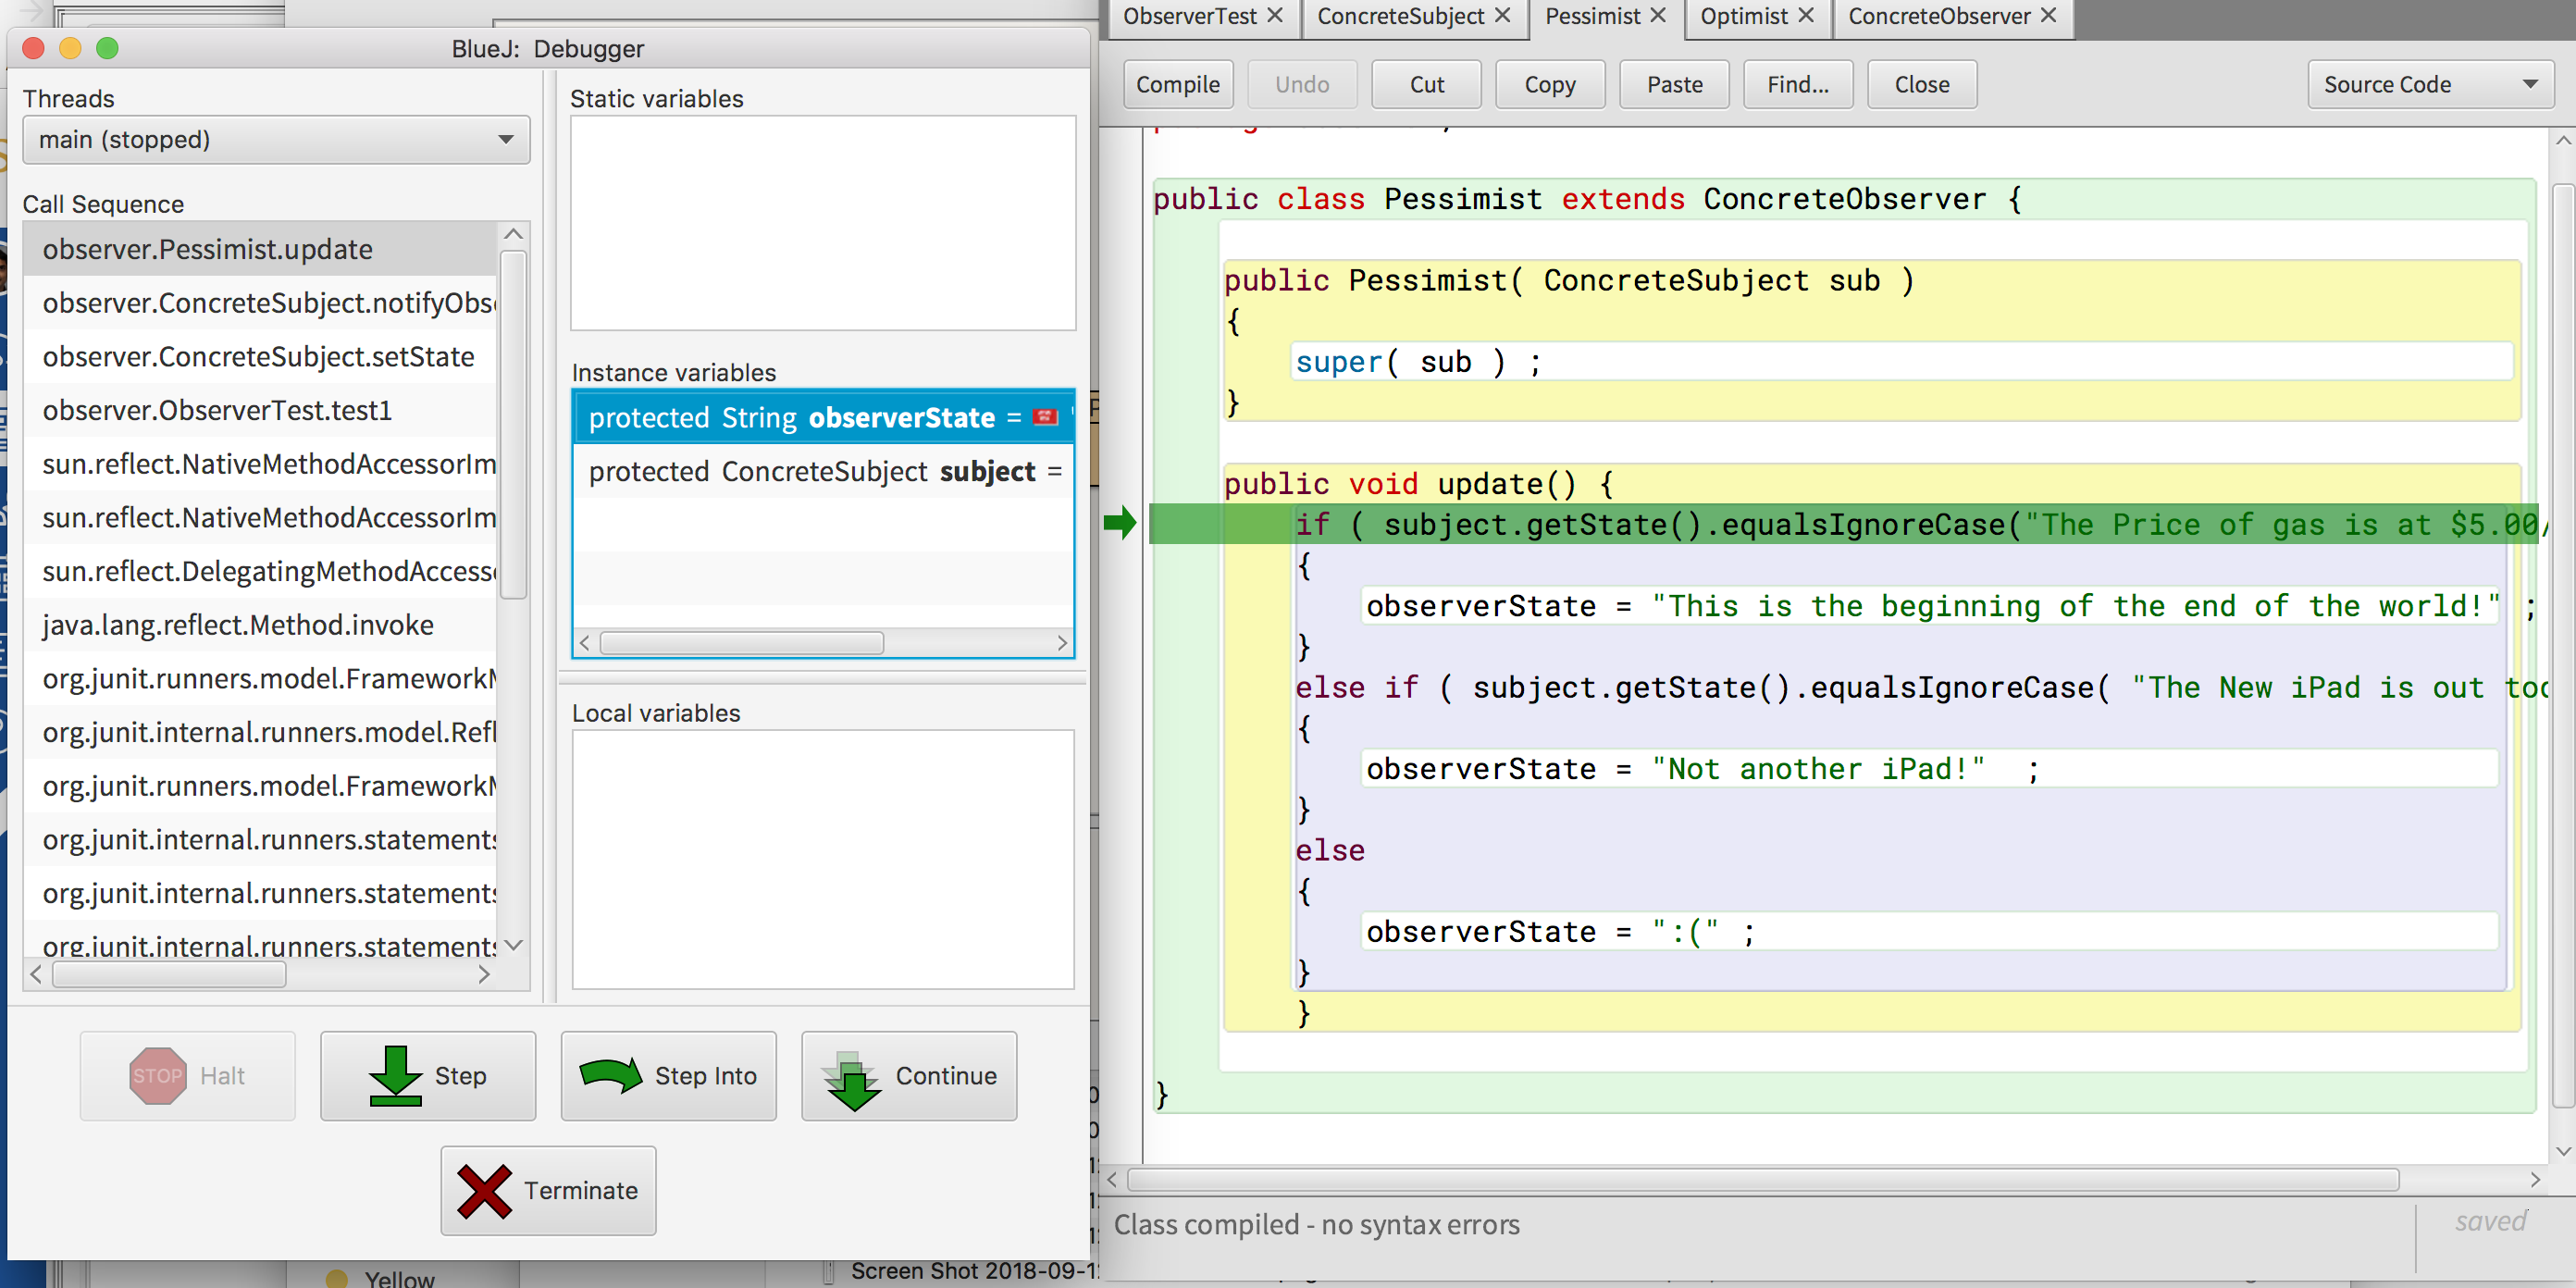 BlueJ: Debugger
Threads
main (stopped)
Call Sequence
observer.Pessimist.update
observer.ConcreteSubject.notifyObs
observer.ConcreteSubject.setState
observer.ObserverTest.test1
sun.reflect.NativeMethodAccessorIm
sun.reflect.NativeMethodAccessorIm
sun.reflect.DelegatingMethodAccess
java.lang.reflect.Method.invoke
org.junit.runners.model.Framework
org.junit.internal.runners.model.Refl
org.junit.runners.model.Framework
org.junit.internal.runners.statements
org.junit.internal.runners.statements
org.junit.internal.runners.statements
Static variables
Instance variables
protected String observerState =
protected ConcreteSubject subject =
Local variables
STOP Halt
Step
Step Into
Continue
Terminate
Yellow
Screen Shot 2018-09-1
ObserverTest ConcreteSubject Pessimist Optimist ConcreteObserver
Compile Undo Cut Copy Paste Find... Close Source Code
public class Pessimist extends ConcreteObserver {
public Pessimist( ConcreteSubject sub )
{
super( sub ) ;
}
public void update() {
if ( subject.getState().equalsIgnoreCase("The Price of gas is at $5.00/
{
observerState = "This is the beginning of the end of the world!" ;
}
else if ( subject.getState().equalsIgnoreCase( "The New iPad is out tod
{
observerState = "Not another iPad!" ;
}
else
{
observerState = ":(" ;
}
}
}
Class compiled - no syntax errors
saved